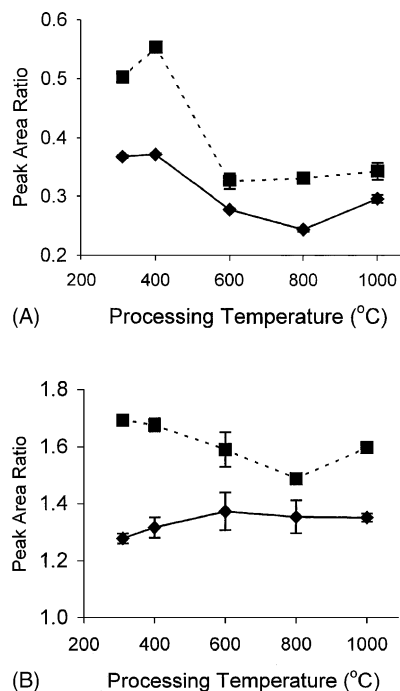 0.6
0.5
0.4
0.3
0.2
Peak Area Ratio
200 400 600 800 1000
(A) Processing Temperature (°C)
1.8
1.6
1.4
1.2
1.0
Peak Area Ratio
200 400 600 800 1000
(B) Processing Temperature (°C)